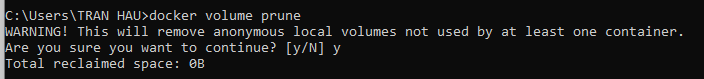 C:\Users\TRAN HAU>docker volume prune
WARNING! This will remove anonymous local volumes not used by at least one container.
Are you sure you want to continue? [y/N] y
Total reclaimed space: 0B